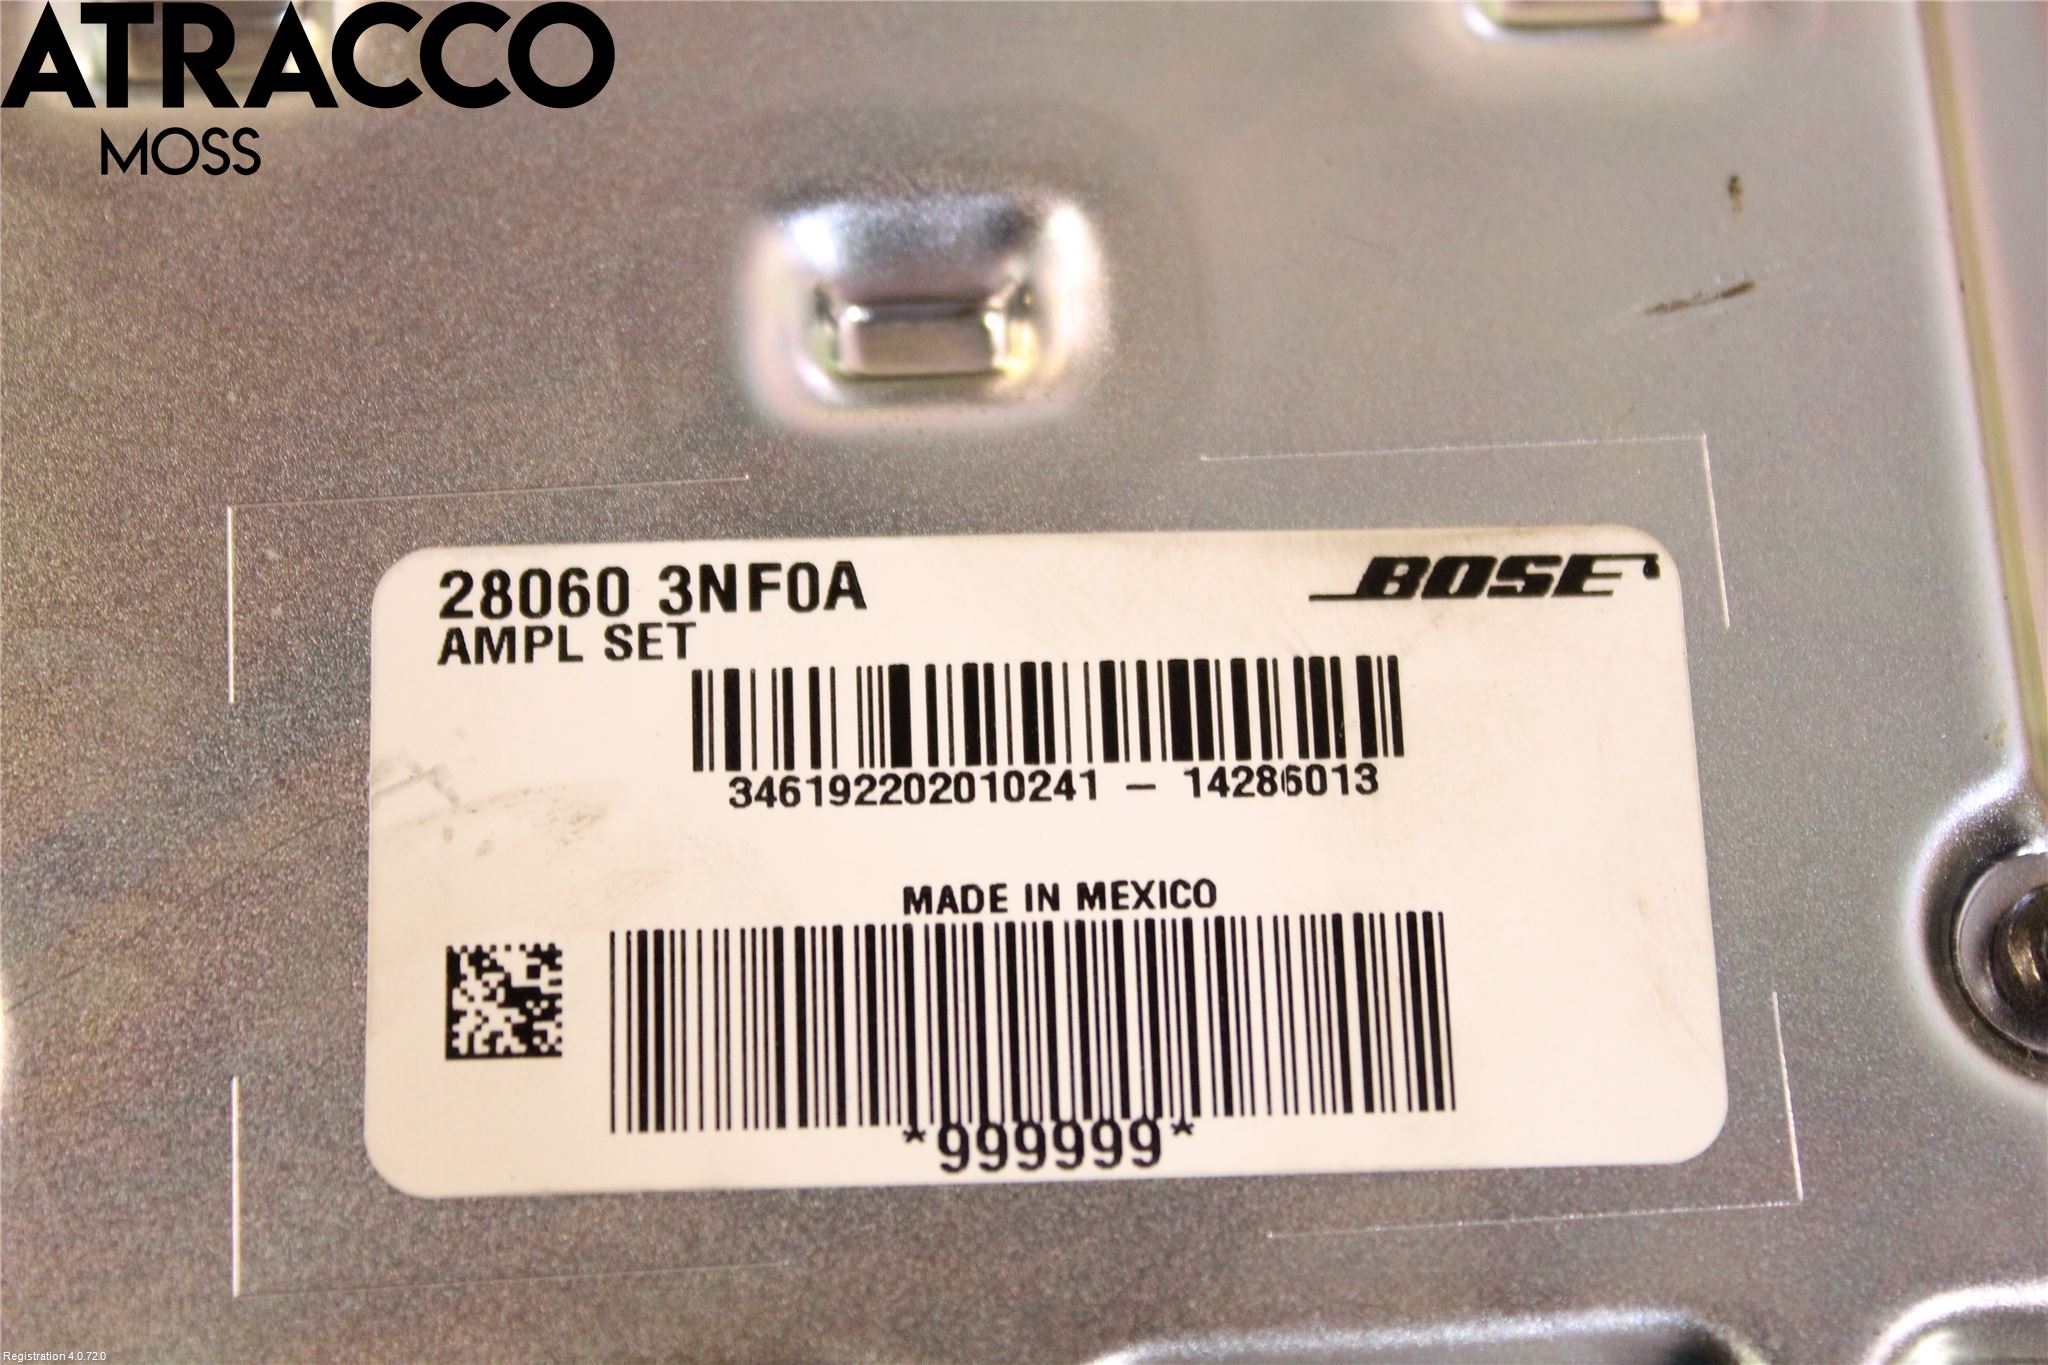 ATRACCO
MOSS
28060 3NF0A
BOSE
AMPL SET
346192202010241 - 14286013
MADE IN MEXICO
*999999*
Registration 4.0.72.0